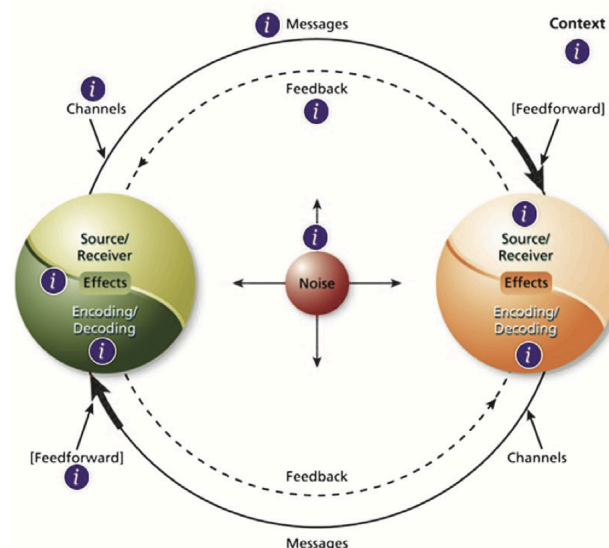 i Messages
Context
i
i
Channels
Feedback
i
[Feedforward]
i
Source/
Receiver
i
Effects
Encoding/
Decoding
i
i
Noise
i
Source/
Receiver
Effects
Encoding/
Decoding
i
[Feedforward]
i
Feedback
Channels
Messages